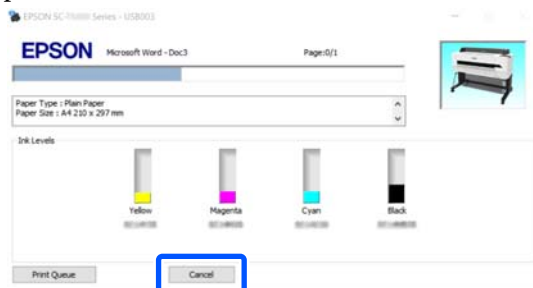 EPSON SC- Series - USB003
EPSON Microsoft Word - Doc3 Page:0/1
Paper Type : Plain Paper
Paper Size : A4 210 x 297 mm
Ink Levels
Yellow Magenta Cyan Black
Print Queue Cancel